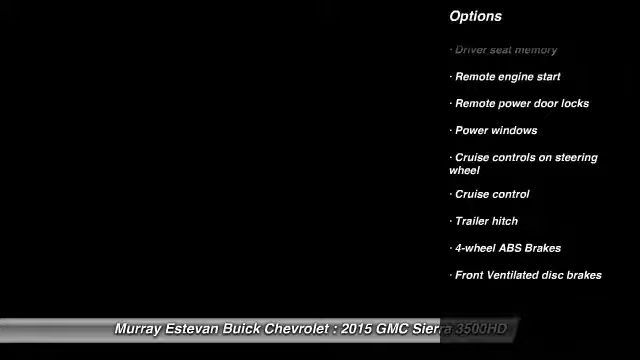 Options
· Driver seat memory
· Remote engine start
· Remote power door locks
· Power windows
· Cruise controls on steering
wheel
· Cruise control
· Trailer hitch
· 4-wheel ABS Brakes
· Front Ventilated disc brakes
Murray Estevan Buick Chevrolet : 2015 GMC Sierra 3500HD